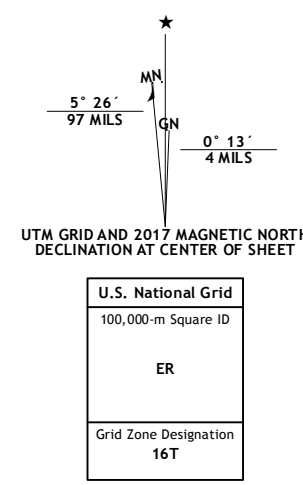 ★
MN
5° 26´
97 MILS
GN
0° 13´
4 MILS
UTM GRID AND 2017 MAGNETIC NORTH
DECLINATION AT CENTER OF SHEET
U.S. National Grid
100,000-m Square ID
ER
Grid Zone Designation
16T